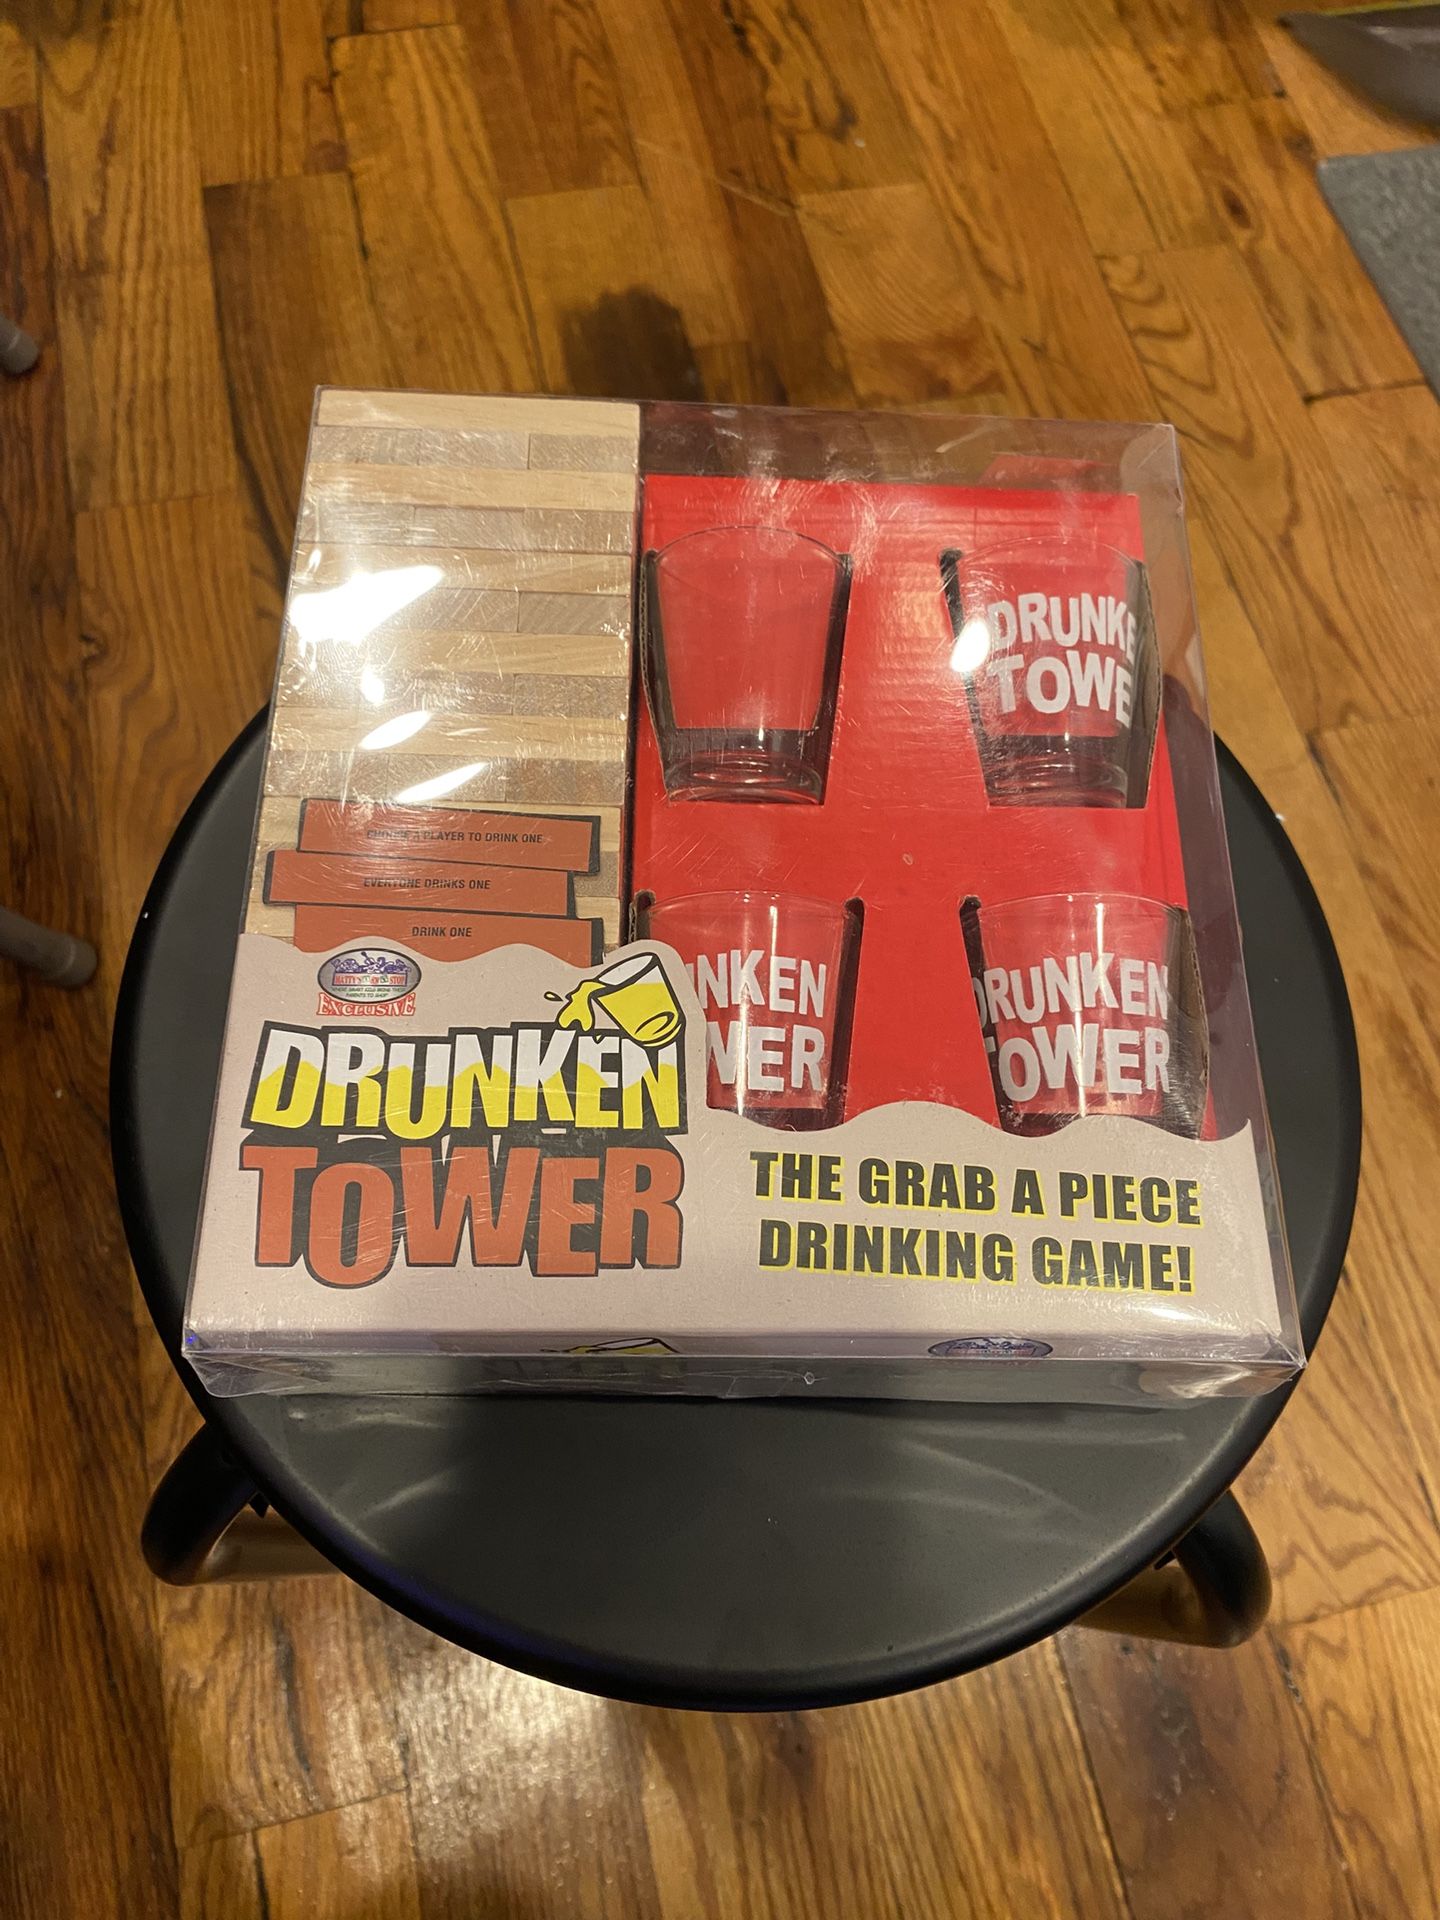 DRUNKE
TOWE
CHOOSE A PLAYER TO DRINK ONE
EVERYONE DRINKS ONE
DRINK ONE
NKEN
WER
DRUNKEN
TOWER
EXCLUSIVE
DRUNKEN
TOWER
THE GRAB A PIECE
DRINKING GAME!